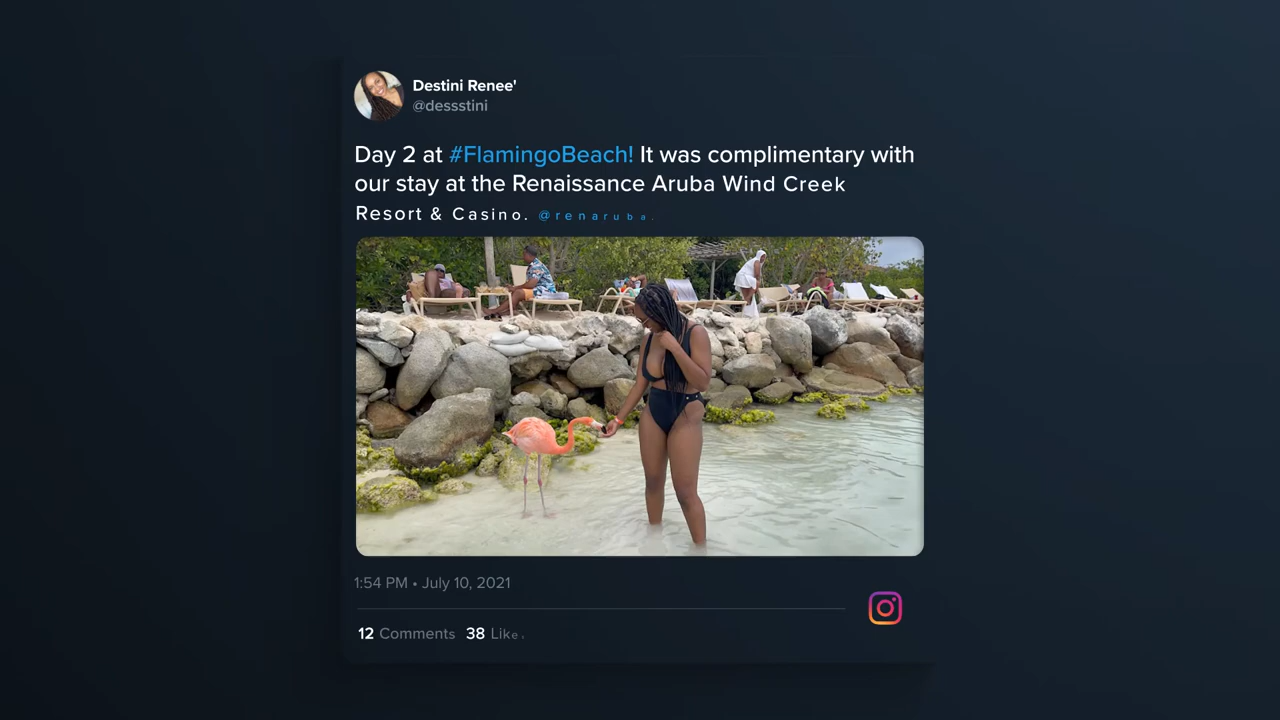 Destini Renee'
@dessstini
Day 2 at #FlamingoBeach! It was complimentary with
our stay at the Renaissance Aruba Wind Creek
Resort & Casino. @renaruba.
1:54 PM • July 10, 2021
12 Comments 38 Like.